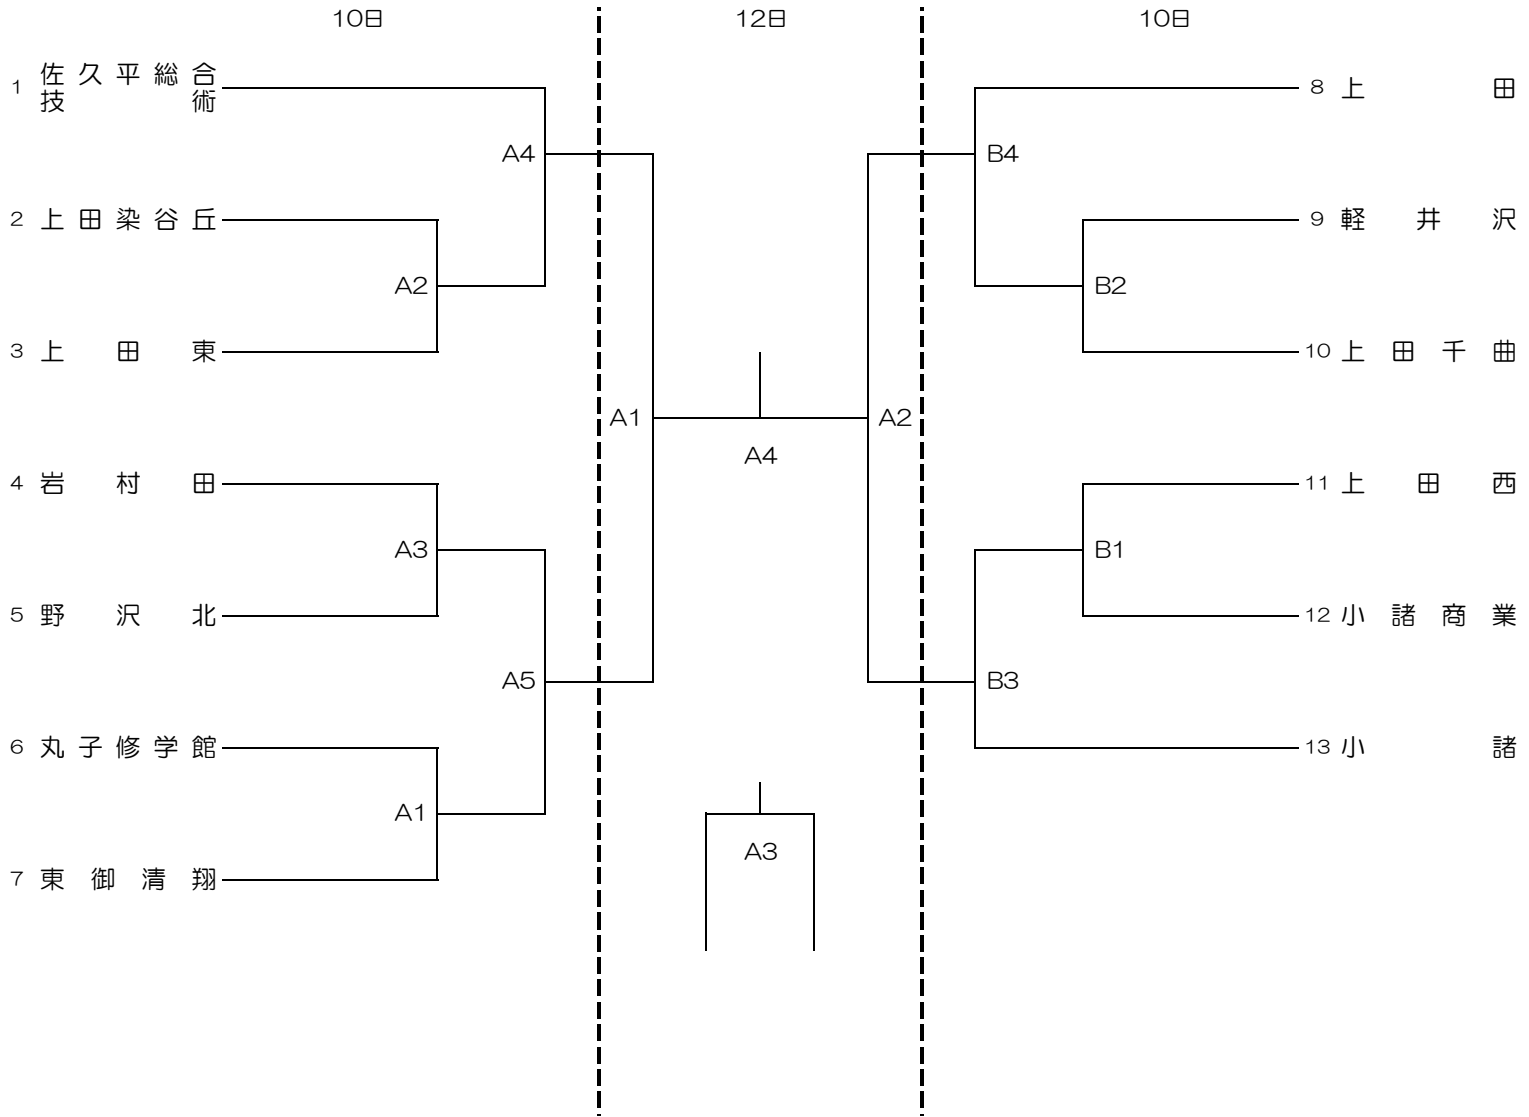 10日
12日
10日
1 佐久平総合
技術
A4
2 上田染谷丘
A2
3 上田東
4 岩村田
A3
5 野沢北
A5
6 丸子修学館
A1
7 東御清翔
A1
A4
A2
A3
8 上田
B4
9 軽井沢
B2
10 上田千曲
11 上田西
B1
12 小諸商業
B3
13 小諸